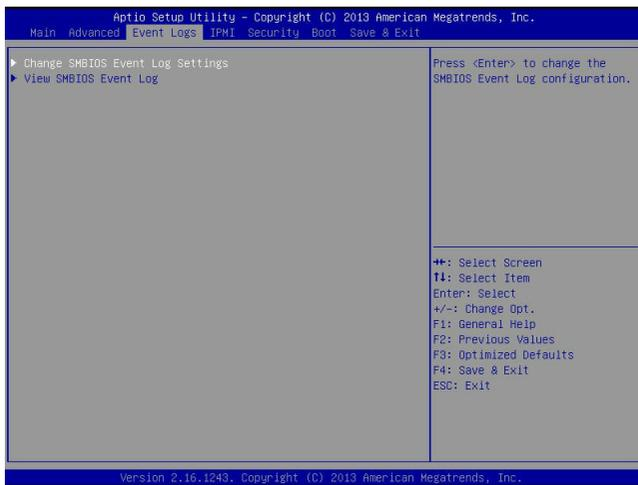 Aptio Setup Utility – Copyright (C) 2013 American Megatrends, Inc.
Main Advanced Event Logs IPMI Security Boot Save & Exit
▶ Change SMBIOS Event Log Settings
▶ View SMBIOS Event Log
Press <Enter> to change the
SMBIOS Event Log configuration.
→←: Select Screen
↑↓: Select Item
Enter: Select
+/-: Change Opt.
F1: General Help
F2: Previous Values
F3: Optimized Defaults
F4: Save & Exit
ESC: Exit
Version 2.16.1243. Copyright (C) 2013 American Megatrends, Inc.